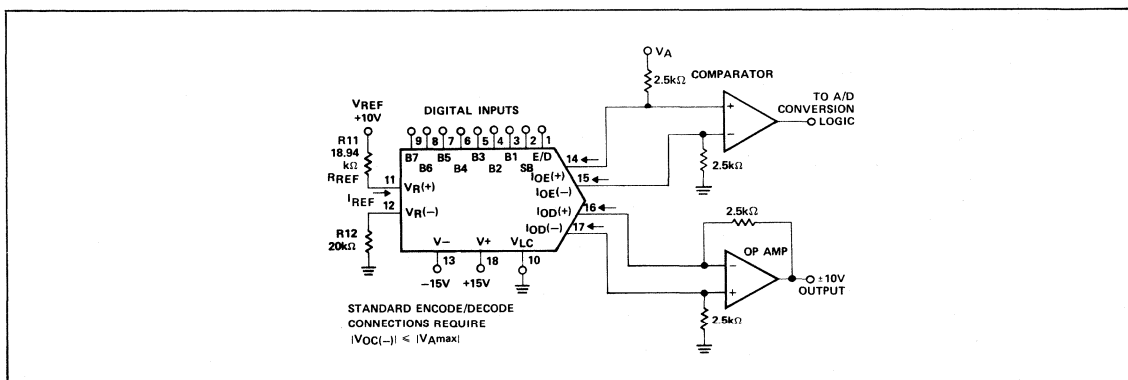 VA
2.5kΩ
COMPARATOR
+
−
TO A/D
CONVERSION
LOGIC
2.5kΩ
VREF
+10V
R11
18.94
kΩ
RREF
IREF
11
12
R12
20kΩ
DIGITAL INPUTS
9 8 7 6 5 4 3 2 1
B7 B5 B3 B1 E/D
B6 B4 B2 SB
VR(+)
VR(−)
IOE(+)
IOE(−)
IOD(+)
IOD(−)
14
15
16
17
V− V+ VLC
13 18 10
−15V +15V
2.5kΩ
OP AMP
−
+
±10V
OUTPUT
2.5kΩ
STANDARD ENCODE/DECODE
CONNECTIONS REQUIRE
|VOC(−)| ≤ |VAmax|